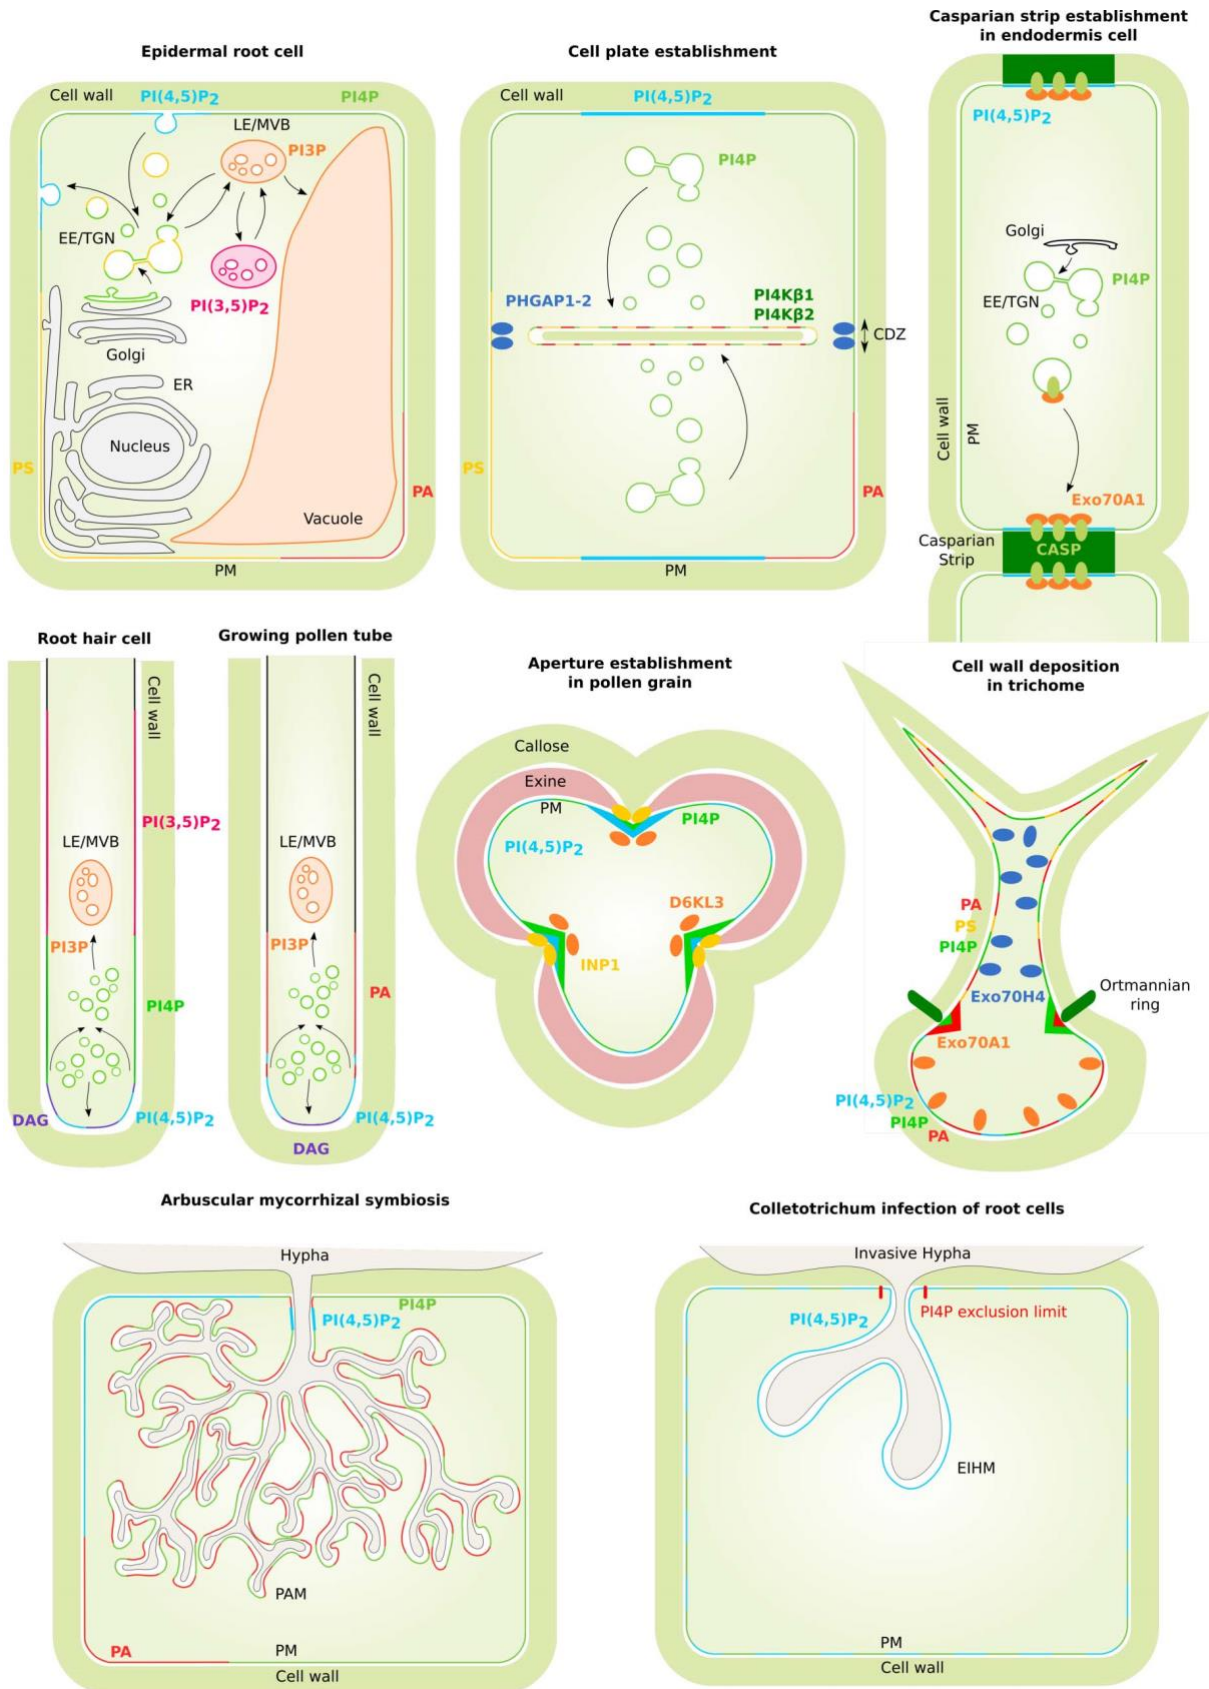 Epidermal root cell
Cell wall
PI(4,5)P2
PI4P
LE/MVB
PI3P
EE/TGN
PI(3,5)P2
Golgi
ER
Nucleus
PS
PA
Vacuole
PM
Cell plate establishment
Cell wall
PI(4,5)P2
PI4P
PHGAP1-2
PI4Kβ1
PI4Kβ2
CDZ
PS
PA
PM
Casparian strip establishment
in endodermis cell
PI(4,5)P2
Golgi
PI4P
EE/TGN
Cell wall
PM
Exo70A1
Casparian
Strip
CASP
Root hair cell
Cell wall
PI(3,5)P2
LE/MVB
PI3P
PI4P
DAG
PI(4,5)P2
Growing pollen tube
Cell wall
LE/MVB
PI3P
PA
PI(4,5)P2
DAG
Aperture establishment
in pollen grain
Callose
Exine
PM
PI4P
PI(4,5)P2
D6KL3
INP1
Cell wall deposition
in trichome
PA
PS
PI4P
Exo70H4
Ortmannian
ring
Exo70A1
PI(4,5)P2
PI4P
PA
Arbuscular mycorrhizal symbiosis
Hypha
PI4P
PI(4,5)P2
PAM
PA
PM
Cell wall
Colletotrichum infection of root cells
Invasive Hypha
PI(4,5)P2
PI4P exclusion limit
EIHM
PM
Cell wall